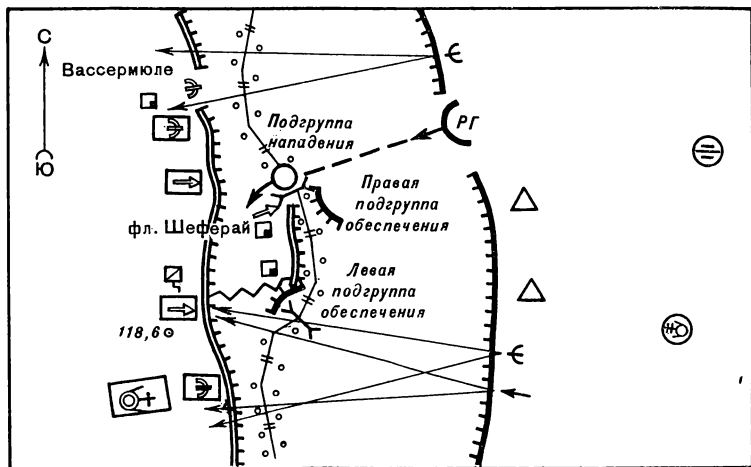 С
Вассермюле
Подгруппа
нападения
РГ
Ю
Правая
подгруппа
обеспечения
фл. Шеферай
Левая
подгруппа
обеспечения
118,6